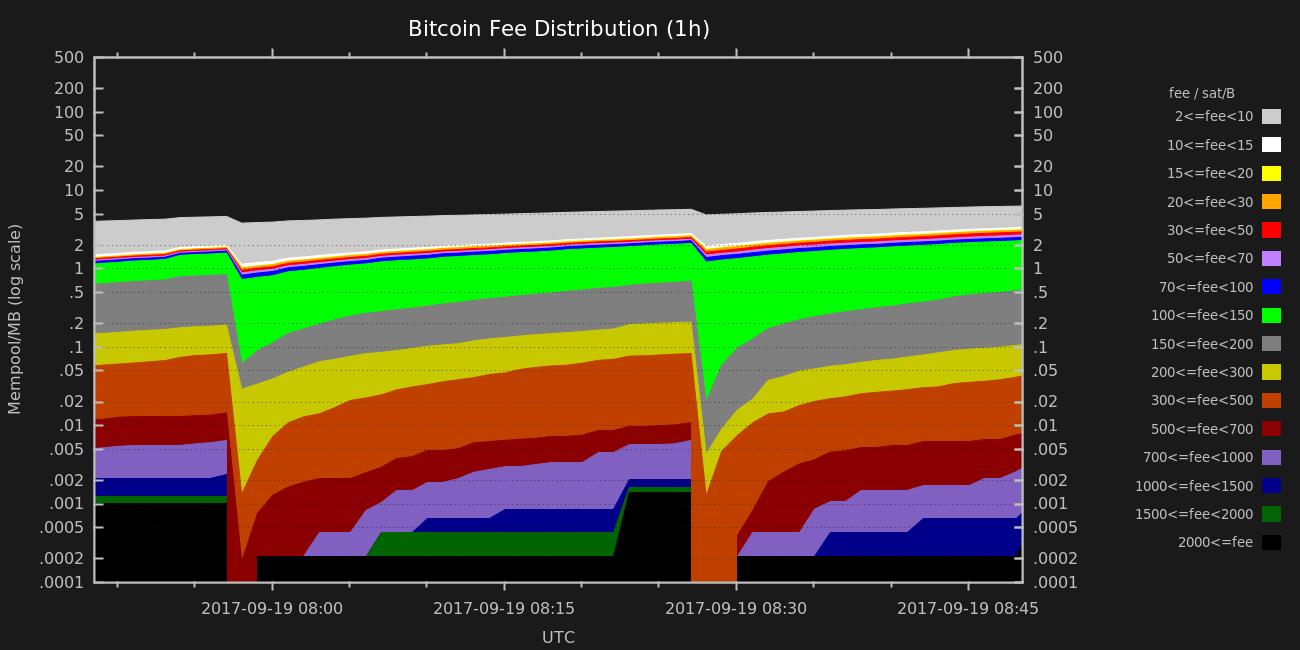 Bitcoin Fee Distribution (1h)
Mempool/MB (log scale)
500
200
100
50
20
10
5
2
1
.5
.2
.1
.05
.02
.01
.005
.002
.001
.0005
.0002
.0001
500
200
100
50
20
10
5
2
1
.5
.2
.1
.05
.02
.01
.005
.002
.001
.0005
.0002
.0001
fee / sat/B
2<=fee<10
10<=fee<15
15<=fee<20
20<=fee<30
30<=fee<50
50<=fee<70
70<=fee<100
100<=fee<150
150<=fee<200
200<=fee<300
300<=fee<500
500<=fee<700
700<=fee<1000
1000<=fee<1500
1500<=fee<2000
2000<=fee
2017-09-19 08:00 2017-09-19 08:15 2017-09-19 08:30 2017-09-19 08:45
UTC